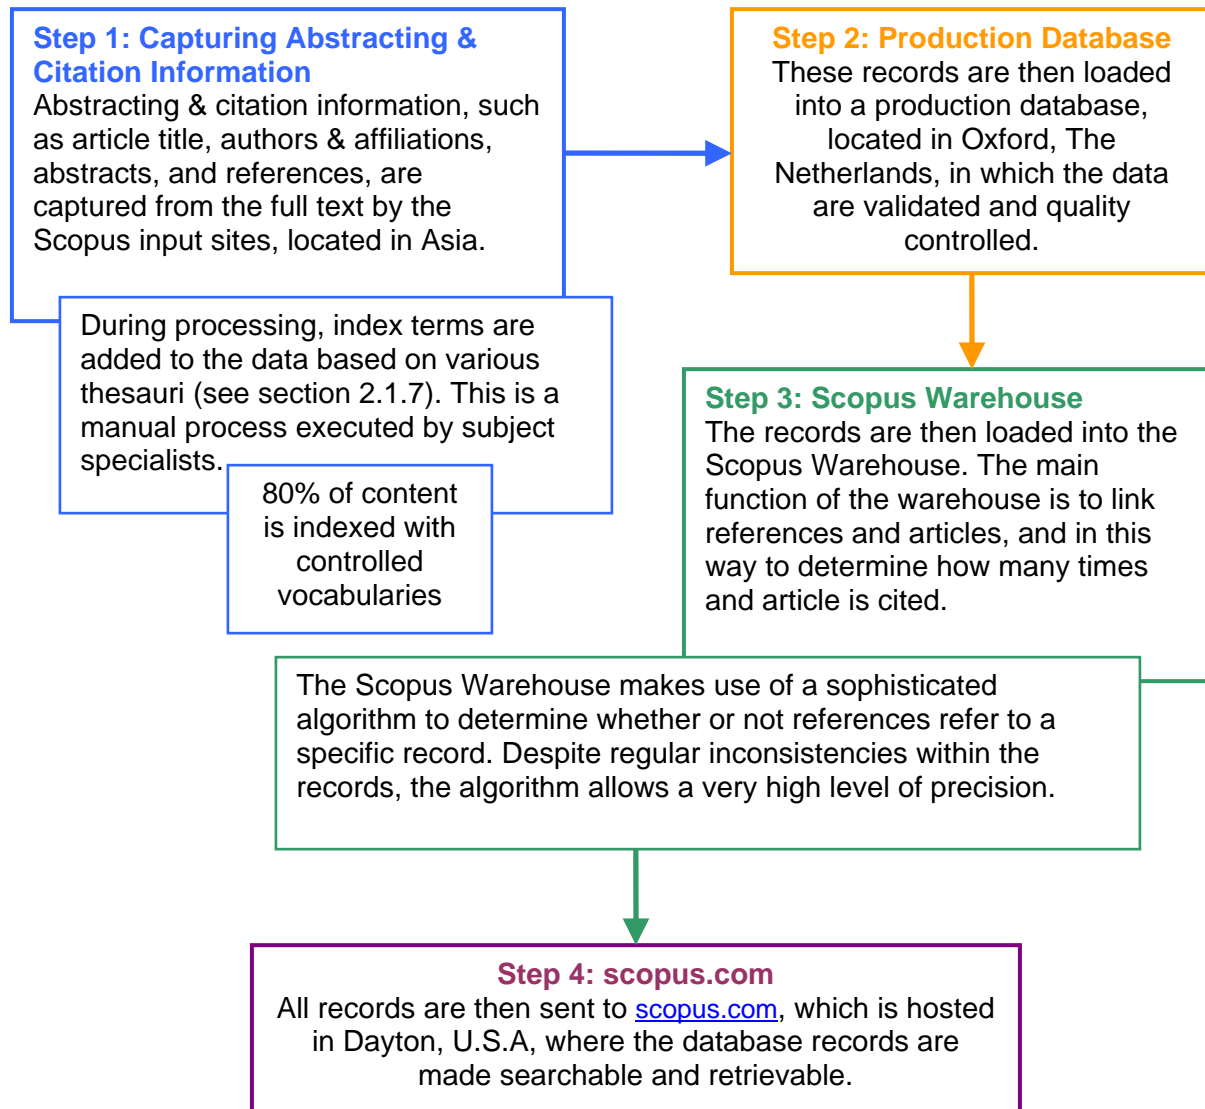 Step 1: Capturing Abstracting &
Citation Information
Abstracting & citation information, such
as article title, authors & affiliations,
abstracts, and references, are
captured from the full text by the
Scopus input sites, located in Asia.
During processing, index terms are
added to the data based on various
thesauri (see section 2.1.7). This is a
manual process executed by subject
specialists.
80% of content
is indexed with
controlled
vocabularies
Step 2: Production Database
These records are then loaded
into a production database,
located in Oxford, The
Netherlands, in which the data
are validated and quality
controlled.
Step 3: Scopus Warehouse
The records are then loaded into the
Scopus Warehouse. The main
function of the warehouse is to link
references and articles, and in this
way to determine how many times
and article is cited.
The Scopus Warehouse makes use of a sophisticated
algorithm to determine whether or not references refer to a
specific record. Despite regular inconsistencies within the
records, the algorithm allows a very high level of precision.
Step 4: scopus.com
All records are then sent to scopus.com, which is hosted
in Dayton, U.S.A, where the database records are
made searchable and retrievable.